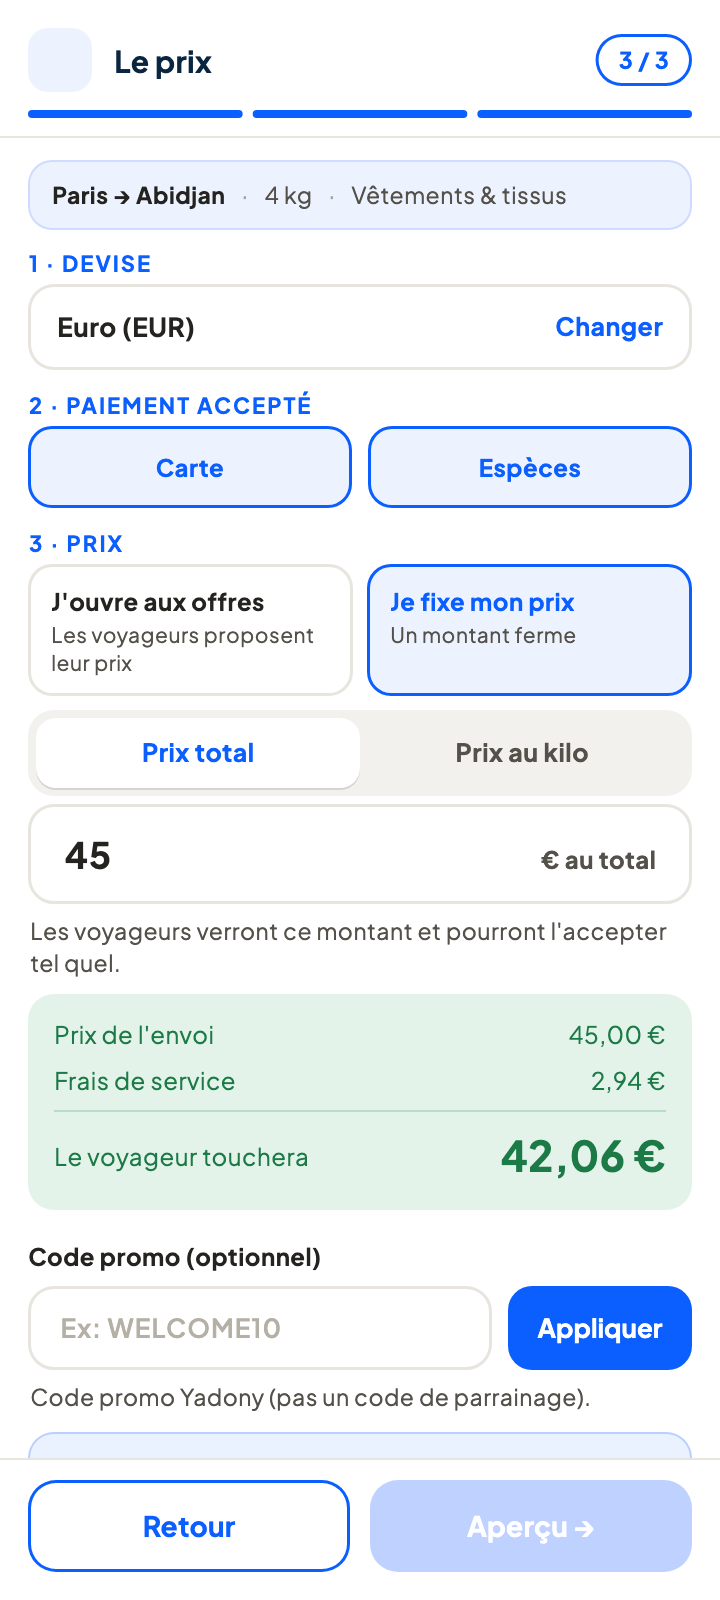 Le prix
3 / 3
Paris → Abidjan · 4 kg · Vêtements & tissus
1 · DEVISE
Euro (EUR)
Changer
2 · PAIEMENT ACCEPTÉ
Carte
Espèces
3 · PRIX
J'ouvre aux offres
Les voyageurs proposent
leur prix
Je fixe mon prix
Un montant ferme
Prix total
Prix au kilo
45
€ au total
Les voyageurs verront ce montant et pourront l'accepter
tel quel.
Prix de l'envoi
45,00 €
Frais de service
2,94 €
Le voyageur touchera
42,06 €
Code promo (optionnel)
Ex: WELCOME10
Appliquer
Code promo Yadony (pas un code de parrainage).
Retour
Aperçu →